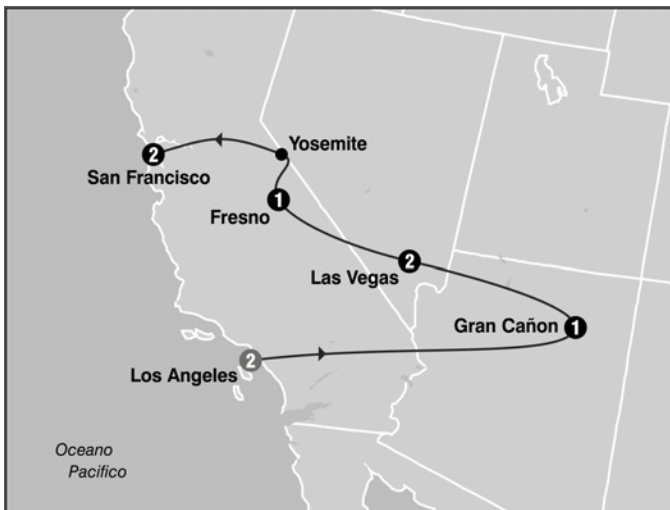 Yosemite
2
San Francisco
1
Fresno
2
Las Vegas
Gran Cañon
1
2
Los Angeles
Oceano
Pacifico